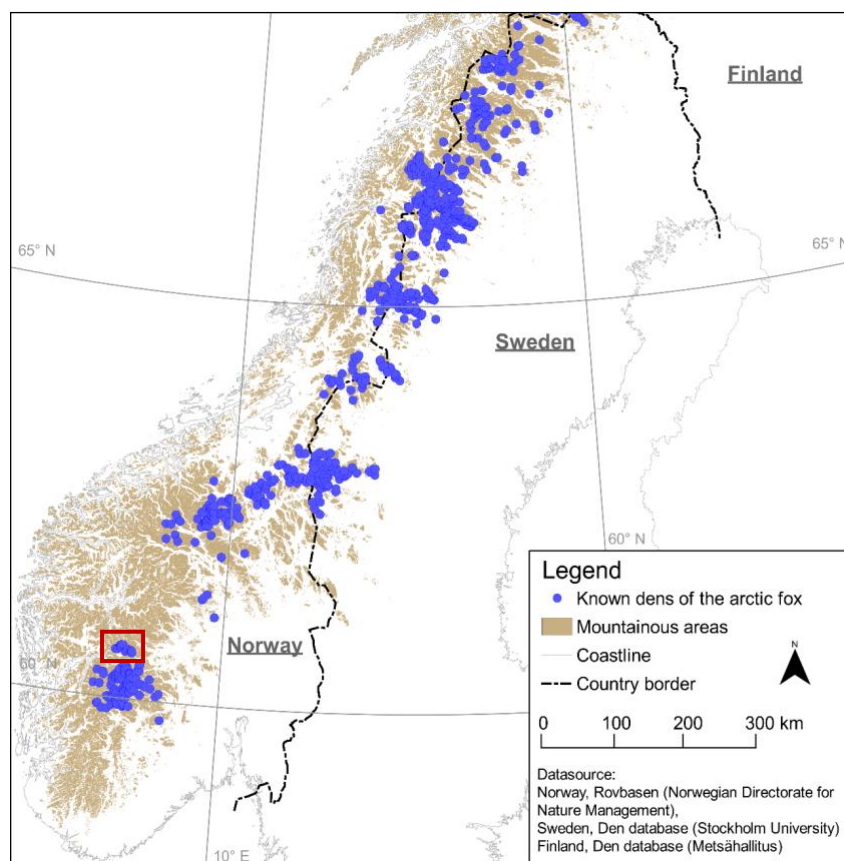 Finland
65° N
65° N
Sweden
60° N
Norway
60° N
10° E
Legend
Known dens of the arctic fox
Mountainous areas
Coastline
Country border
N
0 100 200 300 km
Datasource:
Norway, Rovbasen (Norwegian Directorate for
Nature Management),
Sweden, Den database (Stockholm University)
Finland, Den database (Metsähallitus)